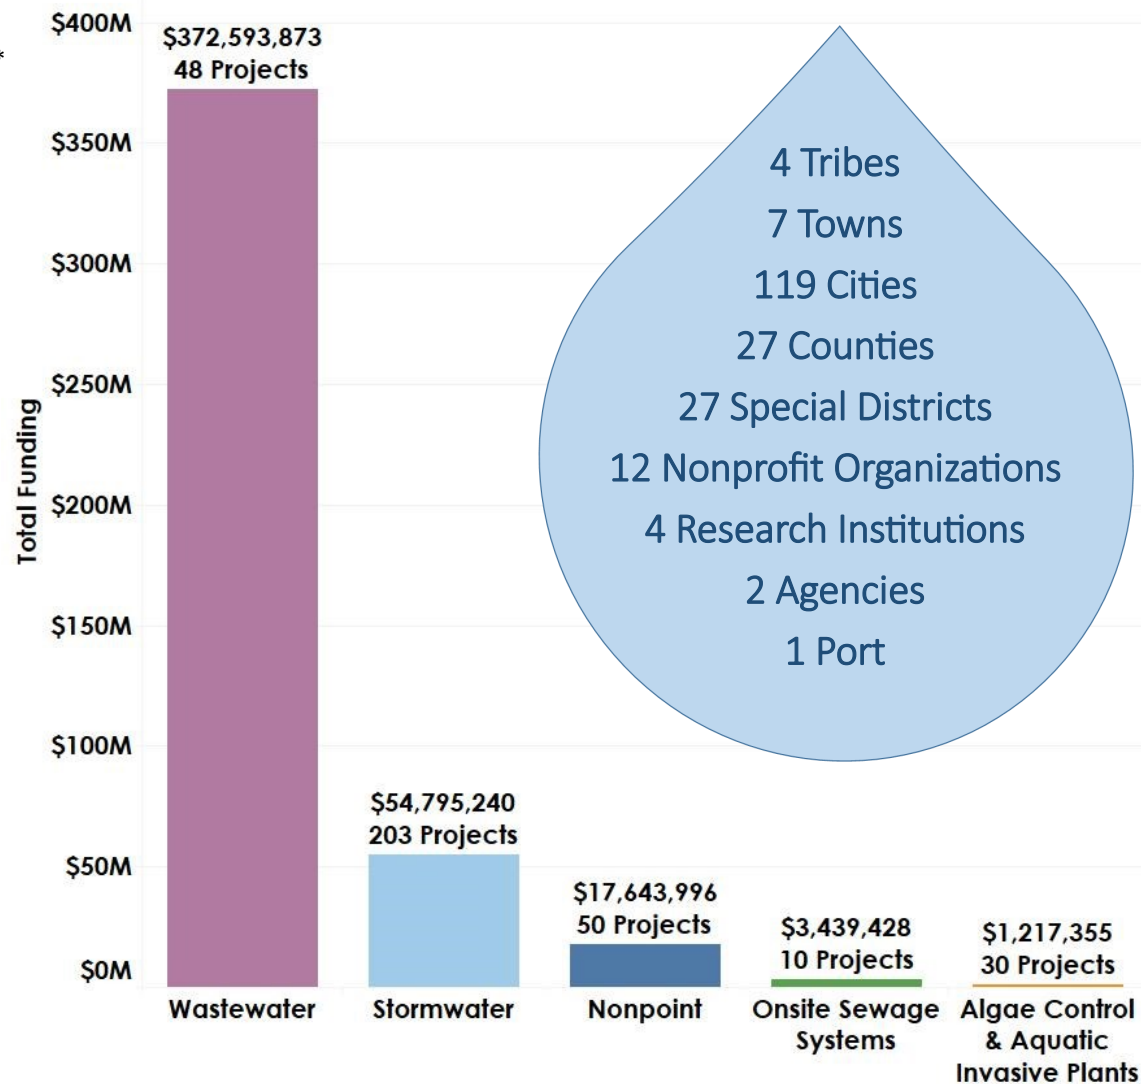 *
Total Funding
$400M
$350M
$300M
$250M
$200M
$150M
$100M
$50M
$0M
$372,593,873
48 Projects
$54,795,240
203 Projects
$17,643,996
50 Projects
$3,439,428
10 Projects
$1,217,355
30 Projects
4 Tribes
7 Towns
119 Cities
27 Counties
27 Special Districts
12 Nonprofit Organizations
4 Research Institutions
2 Agencies
1 Port
Wastewater
Stormwater
Nonpoint
Onsite Sewage
Systems
Algae Control
& Aquatic
Invasive Plants